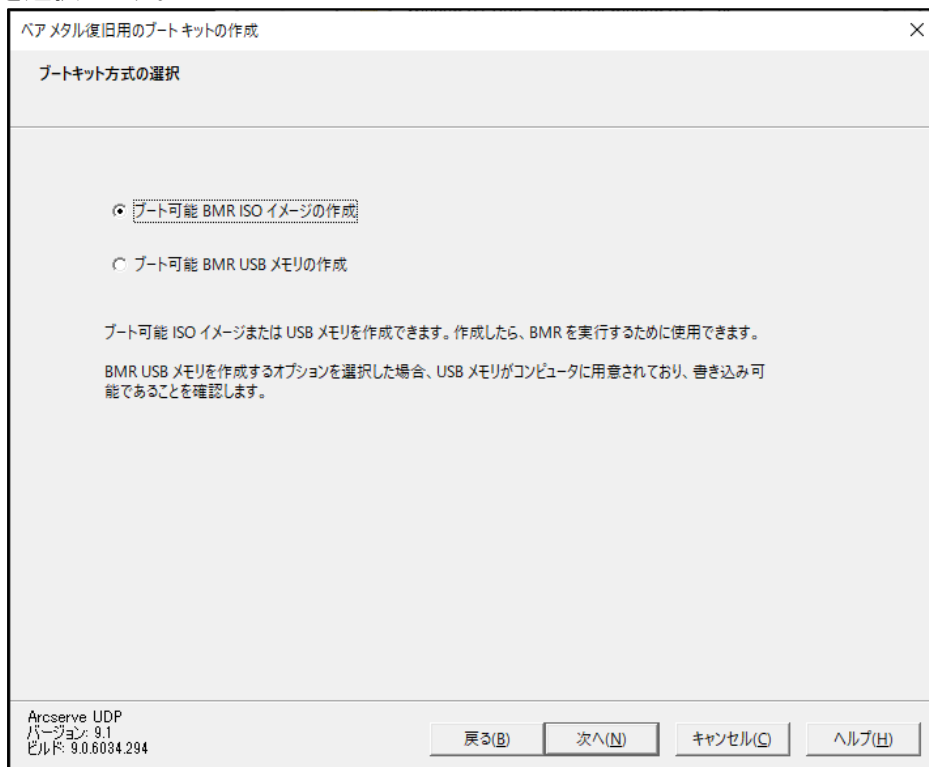 ベア メタル復旧用のブート キットの作成
ブートキット方式の選択
ブート可能 BMR ISO イメージの作成
ブート可能 BMR USB メモリの作成
ブート可能 ISO イメージまたは USB メモリを作成できます。作成したら、BMR を実行するために使用できます。
BMR USB メモリを作成するオプションを選択した場合、USB メモリがコンピュータに用意されており、書き込み可
能であることを確認します。
Arcserve UDP
バージョン: 9.1
ビルド: 9.0.6034.294
戻る(B) 次へ(N) キャンセル(C) ヘルプ(H)